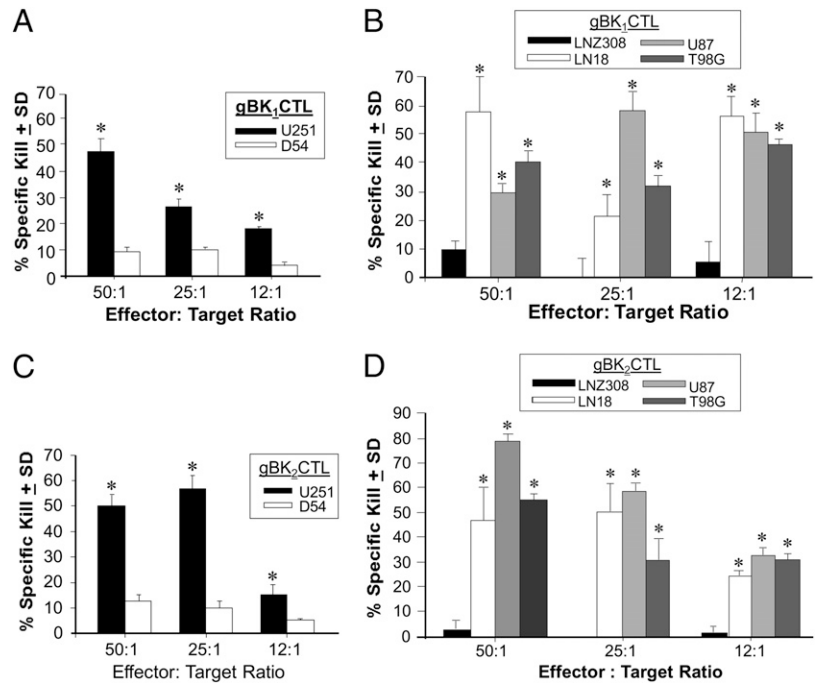 A
gBK1CTL
U251
D54
% Specific Kill ± SD
70
60
50
40
30
20
10
0
*
*
*
50:1
25:1
12:1
Effector: Target Ratio
B
gBK1CTL
LNZ308
U87
LN18
T98G
% Specific Kill ± SD
70
60
50
40
30
20
10
0
*
*
*
*
*
*
*
*
*
50:1
25:1
12:1
Effector: Target Ratio
C
gBK2CTL
U251
D54
% Specific Kill ± SD
70
60
50
40
30
20
10
0
*
*
*
50:1
25:1
12:1
Effector: Target Ratio
D
gBK2CTL
LNZ308
U87
LN18
T98G
% Specific Kill ± SD
90
80
70
60
50
40
30
20
10
0
*
*
*
*
*
*
*
*
*
50:1
25:1
12:1
Effector : Target Ratio